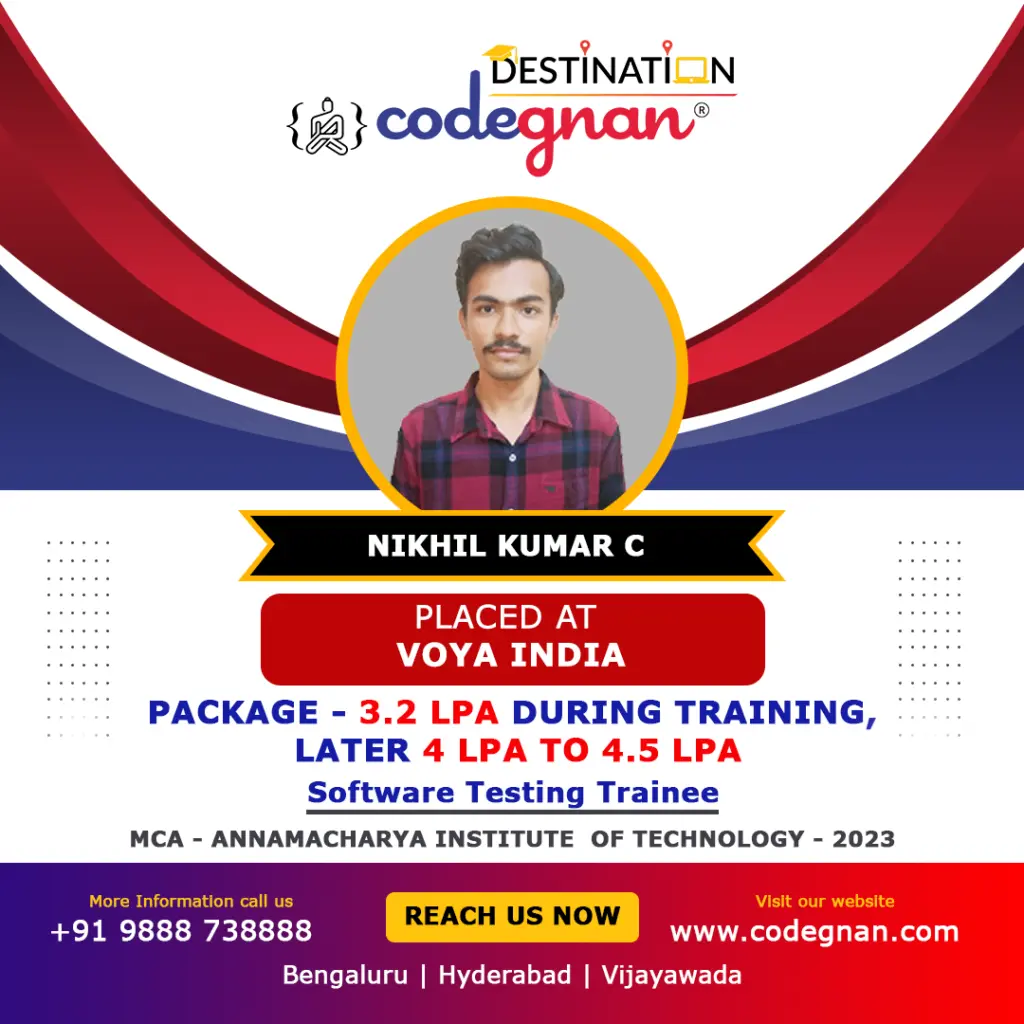 DESTINATION
codegnan®
NIKHIL KUMAR C
PLACED AT
VOYA INDIA
PACKAGE - 3.2 LPA DURING TRAINING,
LATER 4 LPA TO 4.5 LPA
Software Testing Trainee
MCA - ANNAMACHARYA INSTITUTE OF TECHNOLOGY - 2023
More Information call us
+91 9888 738888
REACH US NOW
Visit our website
www.codegnan.com
Bengaluru | Hyderabad | Vijayawada